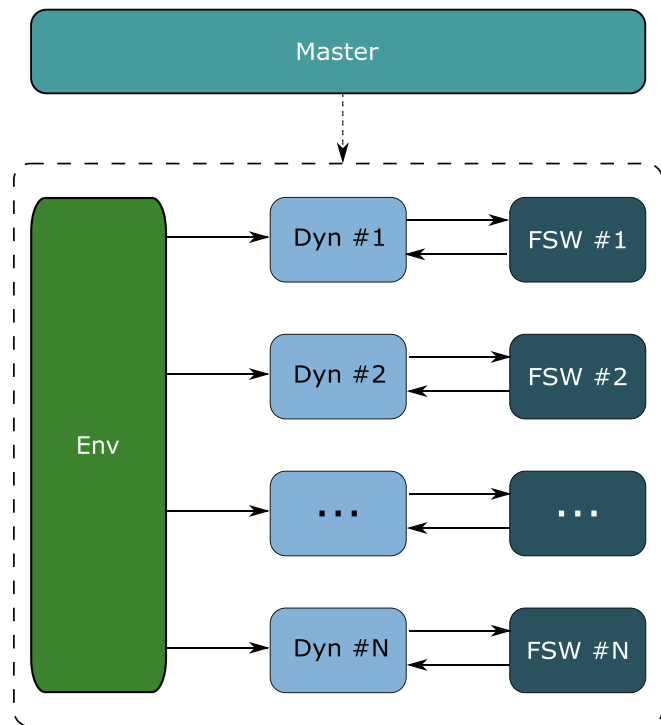 Master
Env
Dyn #1
FSW #1
Dyn #2
FSW #2
...
...
Dyn #N
FSW #N